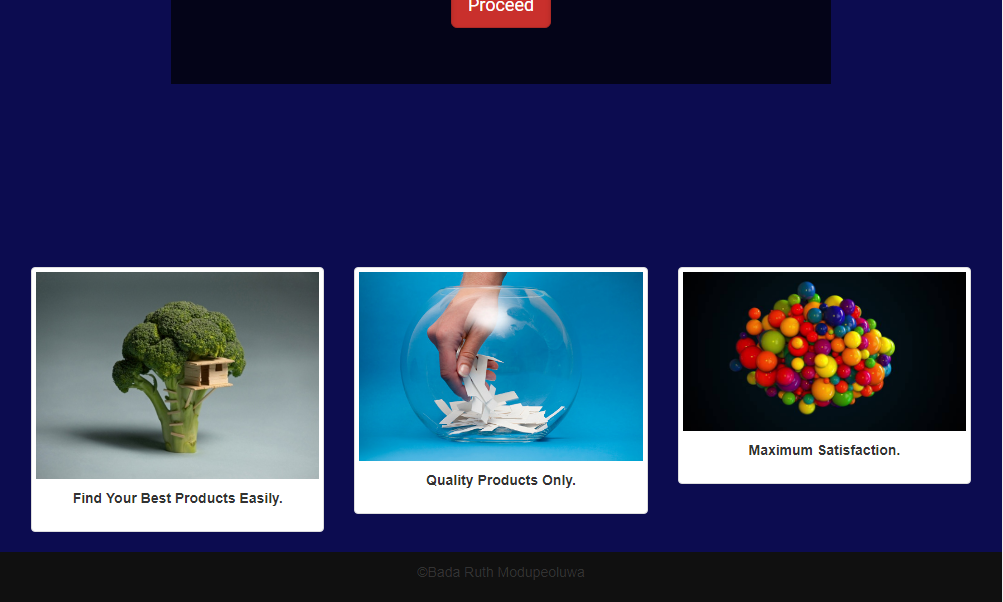 Proceed
Find Your Best Products Easily.
Quality Products Only.
Maximum Satisfaction.
©Bada Ruth Modupeoluwa